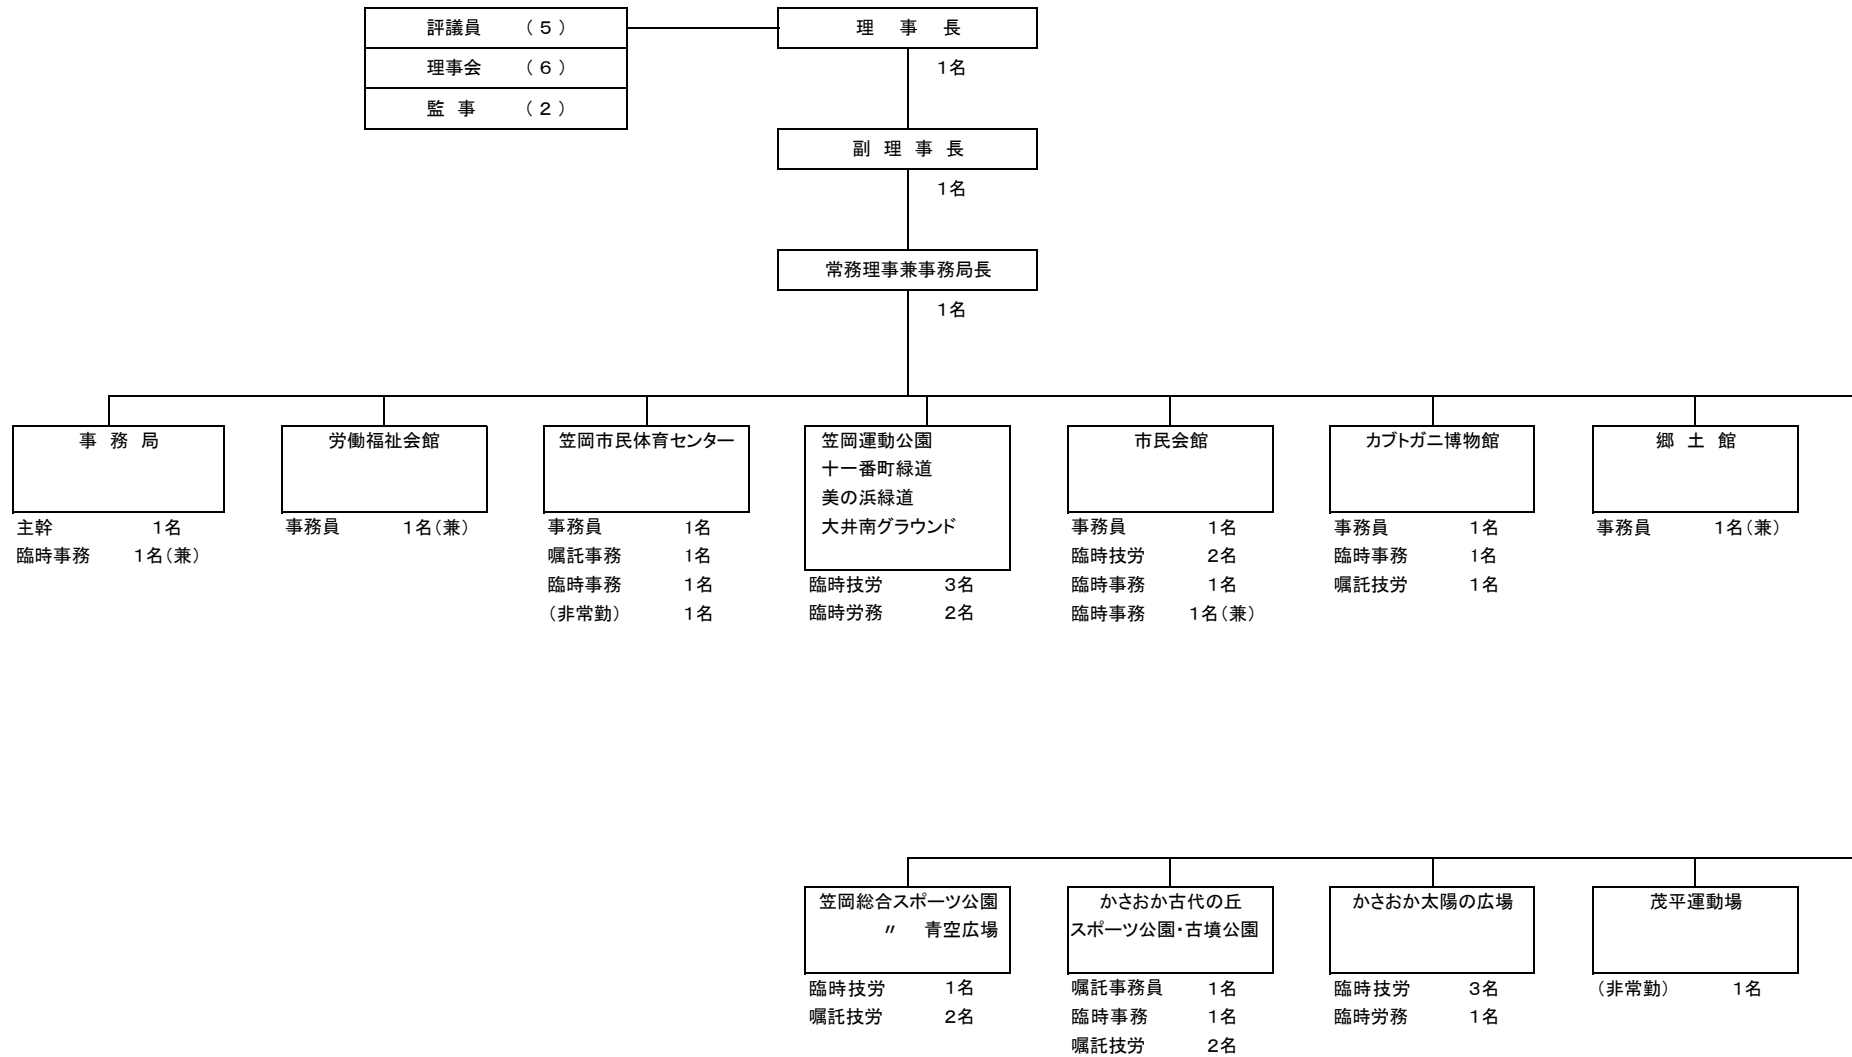 評議員　（５）
理事会　（６）
監 事　（２）
理　事　長
１名
副 理 事 長
１名
常務理事兼事務局長
１名
事 務 局
主幹　１名
臨時事務　１名（兼）
労働福祉会館
事務員　１名（兼）
笠岡市民体育センター
事務員　１名
嘱託事務　１名
臨時事務　１名
（非常勤）　１名
笠岡運動公園
十一番町緑道
美の浜緑道
大井南グラウンド
臨時技労　３名
臨時労務　２名
市民会館
事務員　１名
臨時技労　２名
臨時事務　１名
臨時事務　１名（兼）
カブトガニ博物館
事務員　１名
臨時事務　１名
嘱託技労　１名
郷 土 館
事務員　１名（兼）
笠岡総合スポーツ公園
〃　青空広場
臨時技労　１名
嘱託技労　２名
かさおか古代の丘
スポーツ公園・古墳公園
嘱託事務員　１名
臨時事務　１名
嘱託技労　２名
かさおか太陽の広場
臨時技労　３名
臨時労務　１名
茂平運動場
（非常勤）　１名